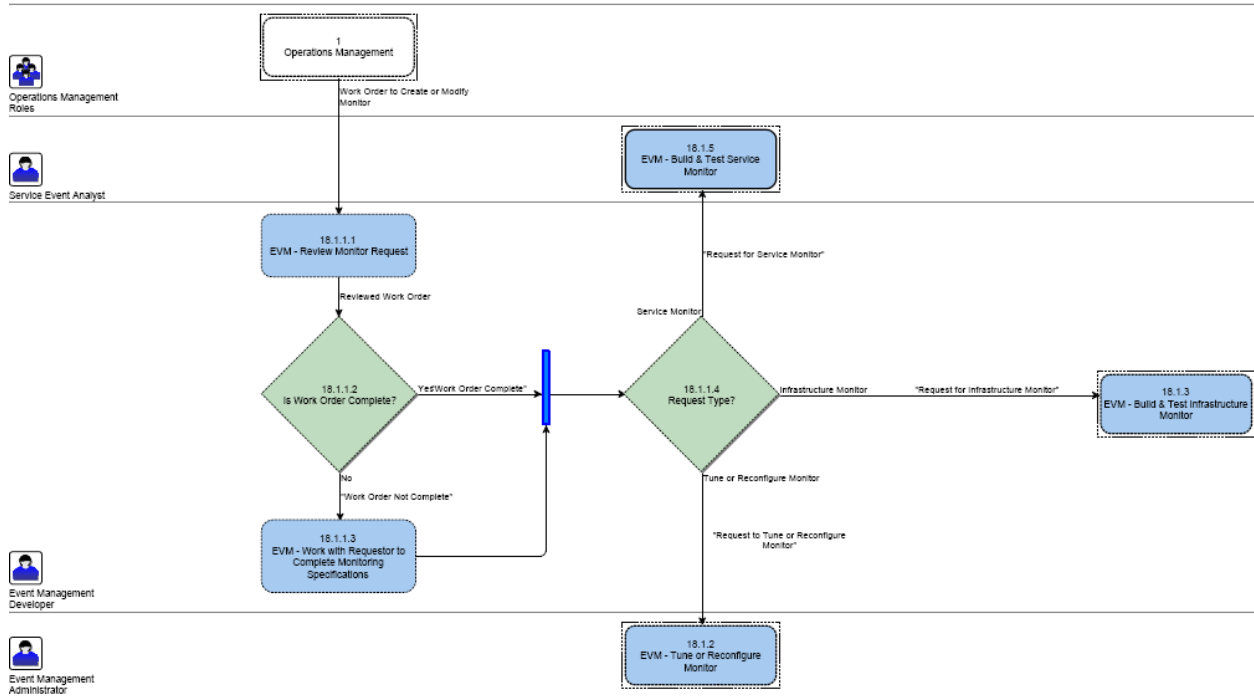 1
Operations Management
Operations Management
Roles
Work Order to Create or Modify
Monitor
18.1.5
EVM - Build & Test Service
Monitor
Service Event Analyst
18.1.1.1
EVM - Review Monitor Request
"Request for Service Monitor"
Reviewed Work Order
Service Monitor
18.1.1.2
Is Work Order Complete?
Yes"Work Order Complete"
18.1.1.4
Request Type?
Infrastructure Monitor
"Request for Infrastructure Monitor"
18.1.3
EVM - Build & Test Infrastructure
Monitor
No
"Work Order Not Complete"
Tune or Reconfigure Monitor
18.1.1.3
EVM - Work with Requestor to
Complete Monitoring
Specifications
"Request to Tune or Reconfigure
Monitor"
Event Management
Developer
18.1.2
EVM - Tune or Reconfigure
Monitor
Event Management
Administrator